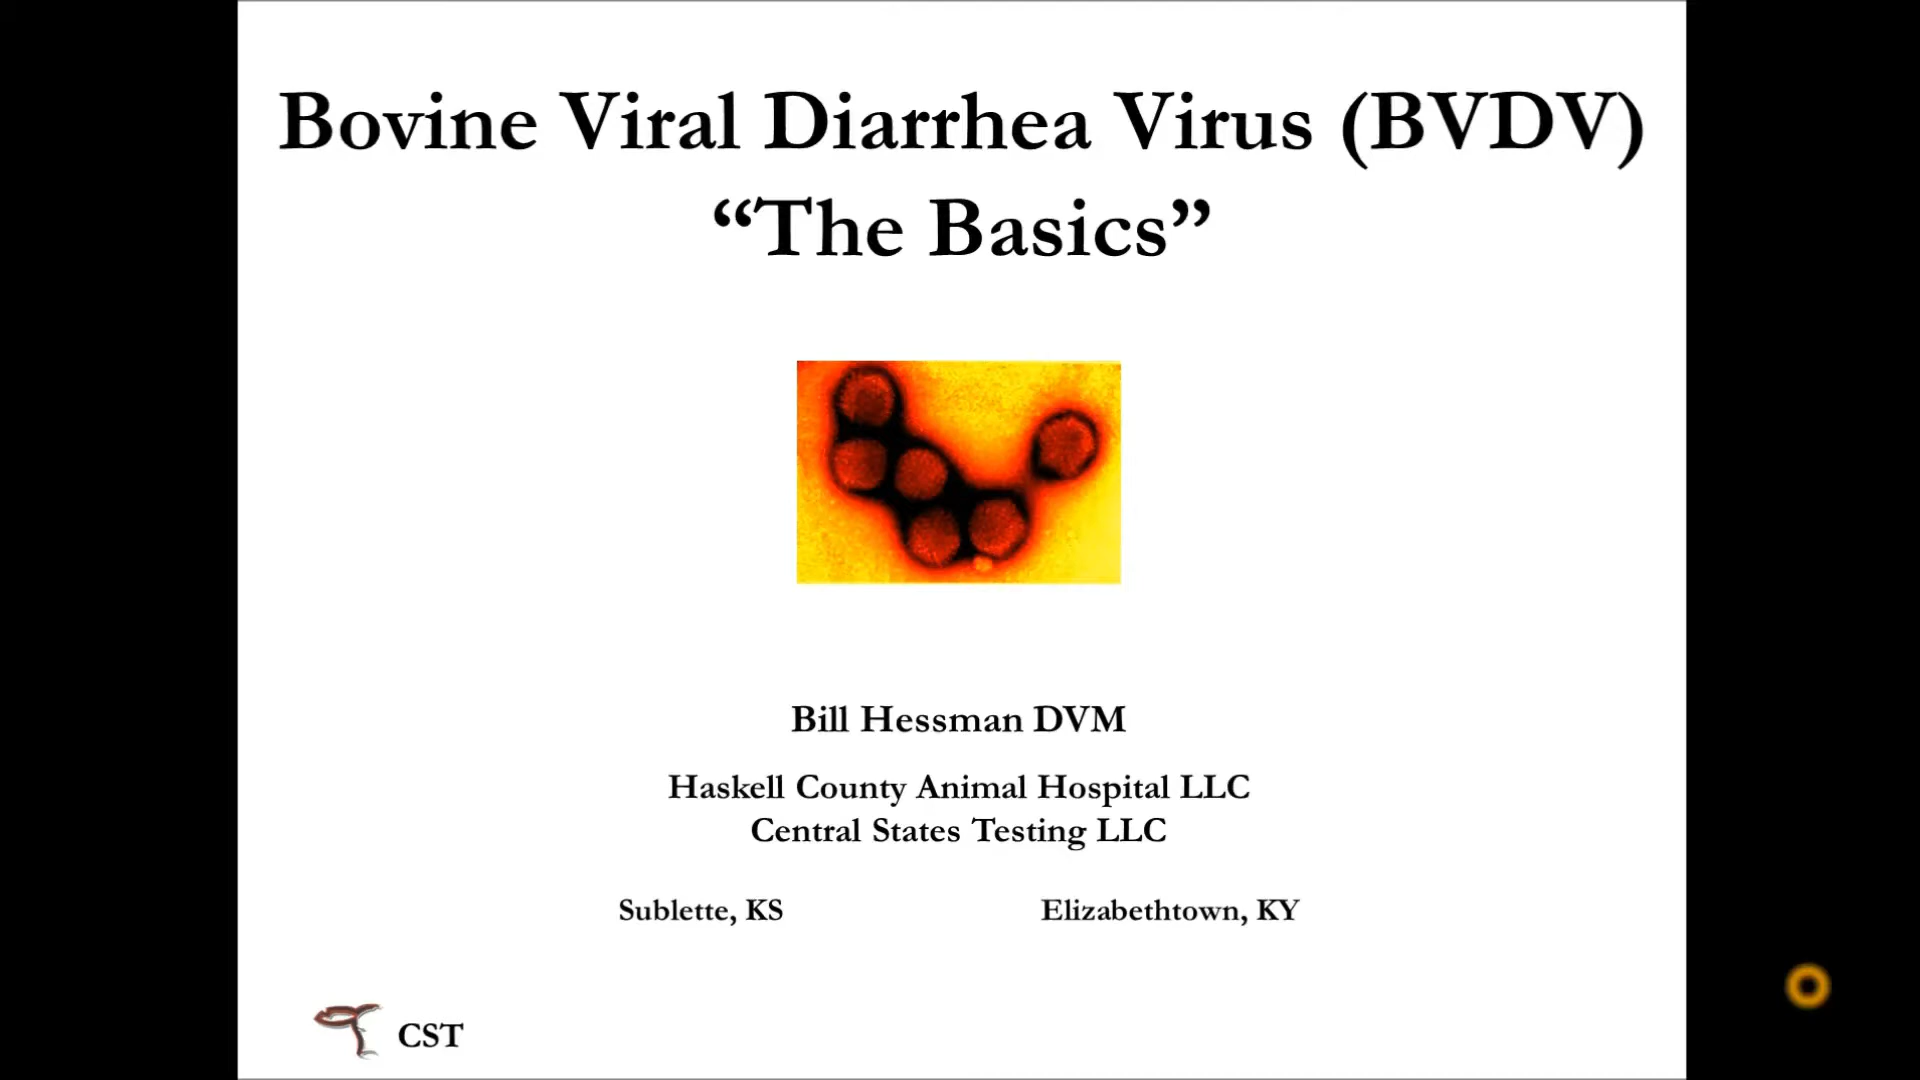 Bovine Viral Diarrhea Virus (BVDV)
“The Basics”
Bill Hessman DVM
Haskell County Animal Hospital LLC
Central States Testing LLC
Sublette, KS
Elizabethtown, KY
CST